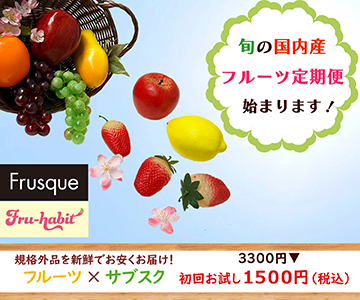 旬の国内産
フルーツ定期便
始まります!
Frusque
Fru-habit
規格外品を新鮮でお安くお届け!
フルーツ×サブスク
3300円▼
初回お試し1500円(税込)